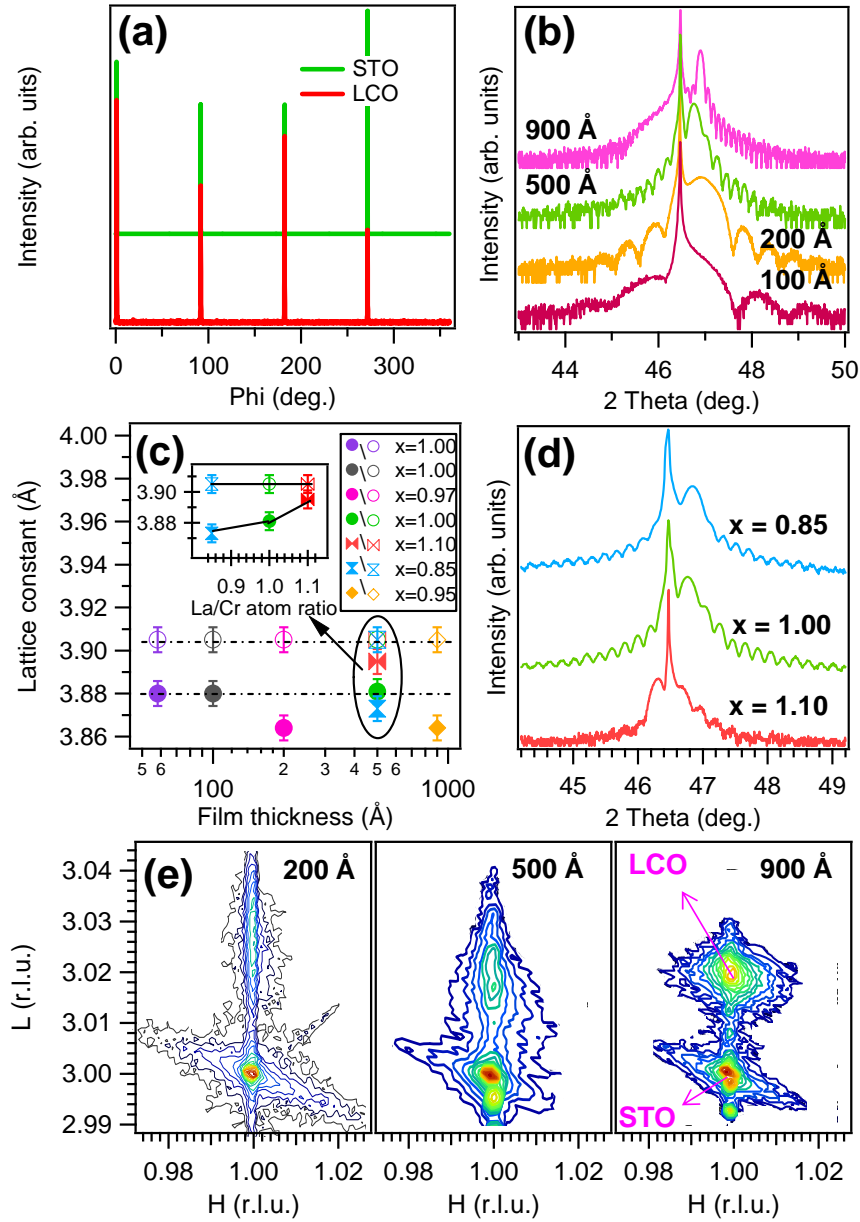 (a)
STO
LCO
Intensity (arb. uits)
0
100
200
300
Phi (deg.)
(b)
900 Å
500 Å
200 Å
100 Å
Intensity (arb. units)
44
46
48
50
2 Theta (deg.)
(c)
4.00
3.98
3.96
3.94
3.92
3.90
3.88
3.86
Lattice constant (Å)
3.90
3.88
0.9 1.0 1.1
La/Cr atom ratio
\ x=1.00
\ x=1.00
\ x=0.97
\ x=1.00
\ x=1.10
\ x=0.85
\ x=0.95
5 6 100 2 3 4 5 6 1000
Film thickness (Å)
(d)
x = 0.85
x = 1.00
x = 1.10
Intensity (arb. units)
45 46 47 48 49
2 Theta (deg.)
(e)
200 Å
500 Å
900 Å
LCO
STO
3.04
3.03
3.02
3.01
3.00
2.99
L (r.l.u.)
0.98 1.00 1.02
H (r.l.u.)
0.98 1.00 1.02
H (r.l.u.)
0.98 1.00 1.02
H (r.l.u.)